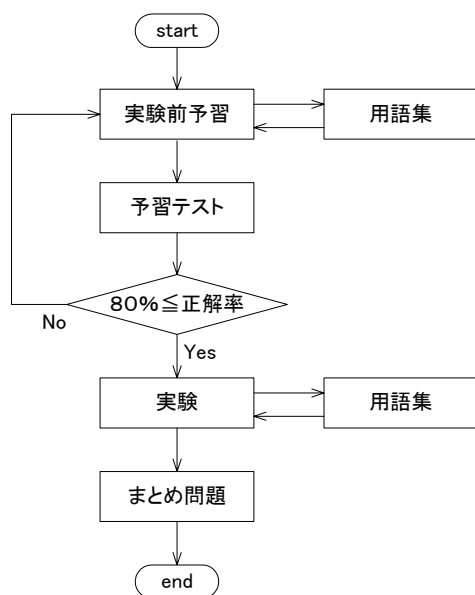 start
実験前予習
用語集
予習テスト
80%≦正解率
No
Yes
実験
用語集
まとめ問題
end